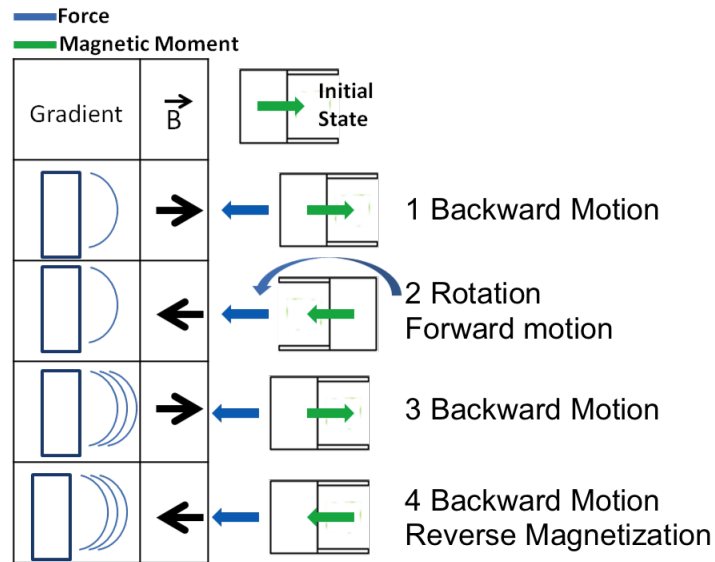 Force
Magnetic Moment
Gradient
B
Initial
State
1 Backward Motion
2 Rotation
Forward motion
3 Backward Motion
4 Backward Motion
Reverse Magnetization